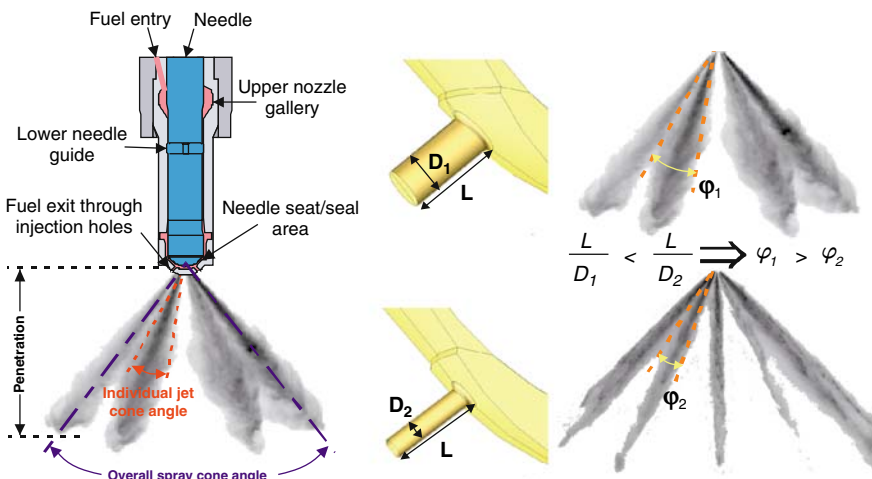 Fuel entry
Needle
Upper nozzle
gallery
Lower needle
guide
Fuel exit through
injection holes
Needle seat/seal
area
Penetration
Individual jet
cone angle
Overall spray cone angle
D₁
L
D₂
L
φ₁
L/D₁ < L/D₂ ⇒ φ₁ > φ₂
φ₂